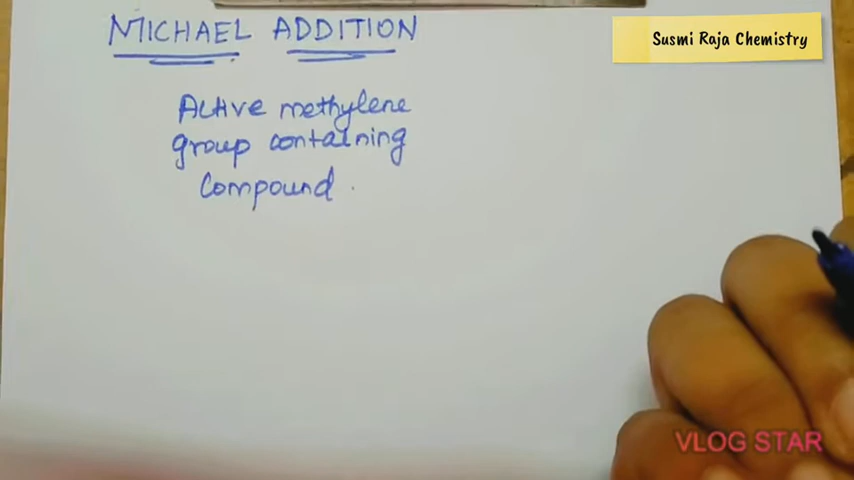 MICHAEL ADDITION
Susmi Raja Chemistry
Active methylene
group containing
compound
VLOG STAR